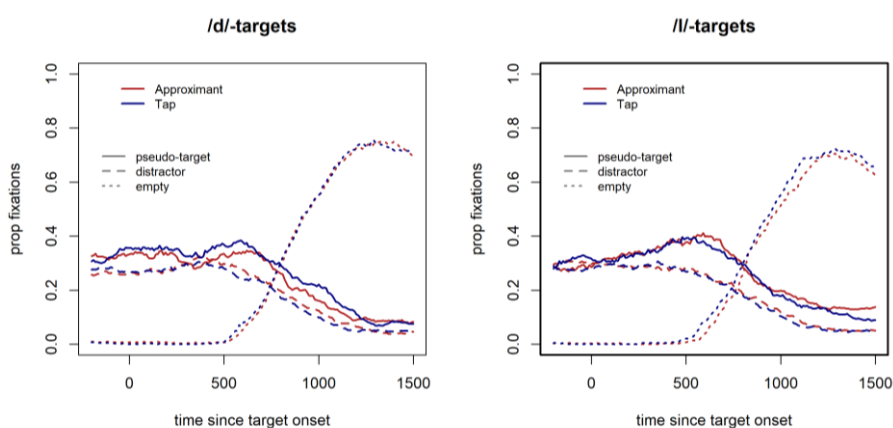 /d/-targets
1.0
0.8
0.6
0.4
0.2
0.0
prop fixations
Approximant
Tap
pseudo-target
distractor
empty
0 500 1000 1500
time since target onset
/l/-targets
1.0
0.8
0.6
0.4
0.2
0.0
prop fixations
Approximant
Tap
pseudo-target
distractor
empty
0 500 1000 1500
time since target onset